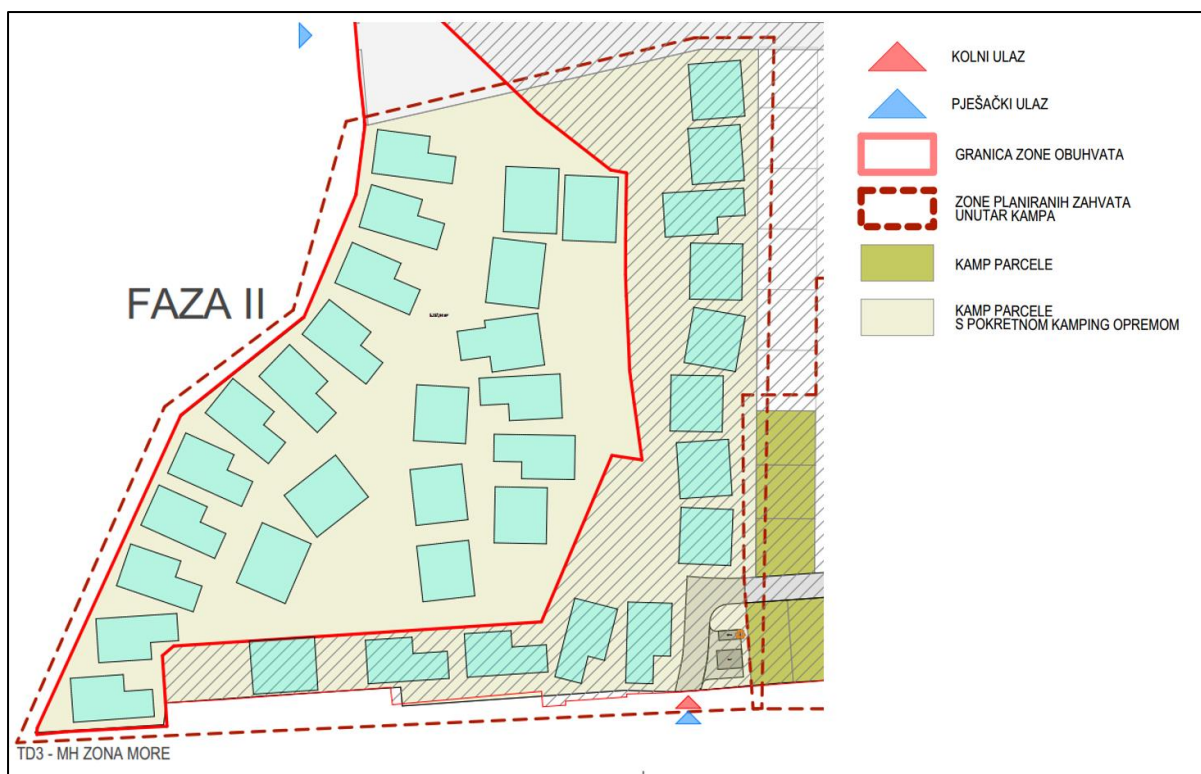 KOLNI ULAZ
PJEŠAČKI ULAZ
GRANICA ZONE OBUHVATA
ZONE PLANIRANIH ZAHVATA
UNUTAR KAMPA
KAMP PARCELE
KAMP PARCELE
S POKRETNOM KAMPING OPREMOM
FAZA II
TD3 - MH ZONA MORE